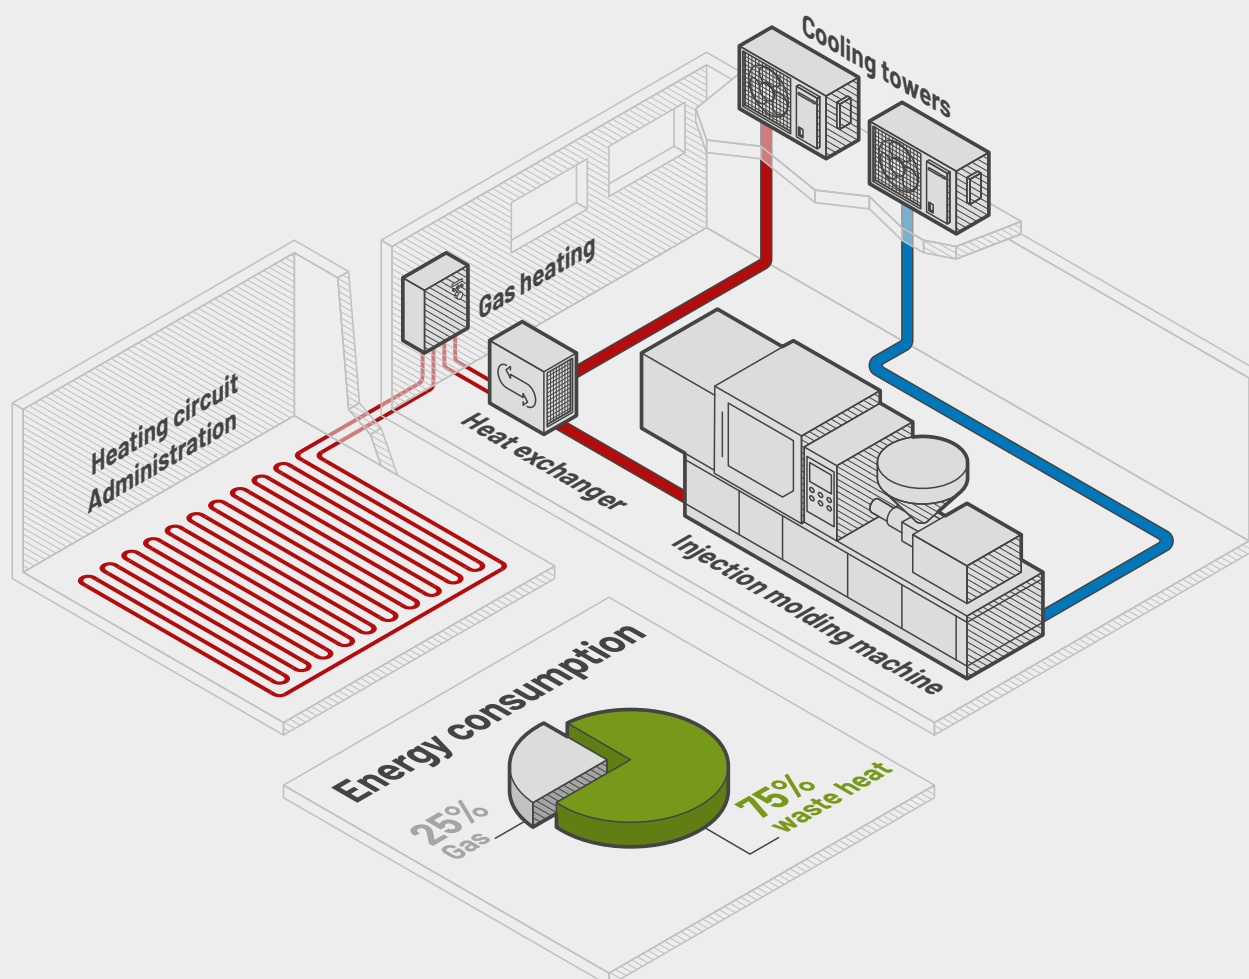 Cooling towers
Gas heating
Heating circuit
Administration
Heat exchanger
Injection molding machine
Energy consumption
25%
Gas
75%
waste heat